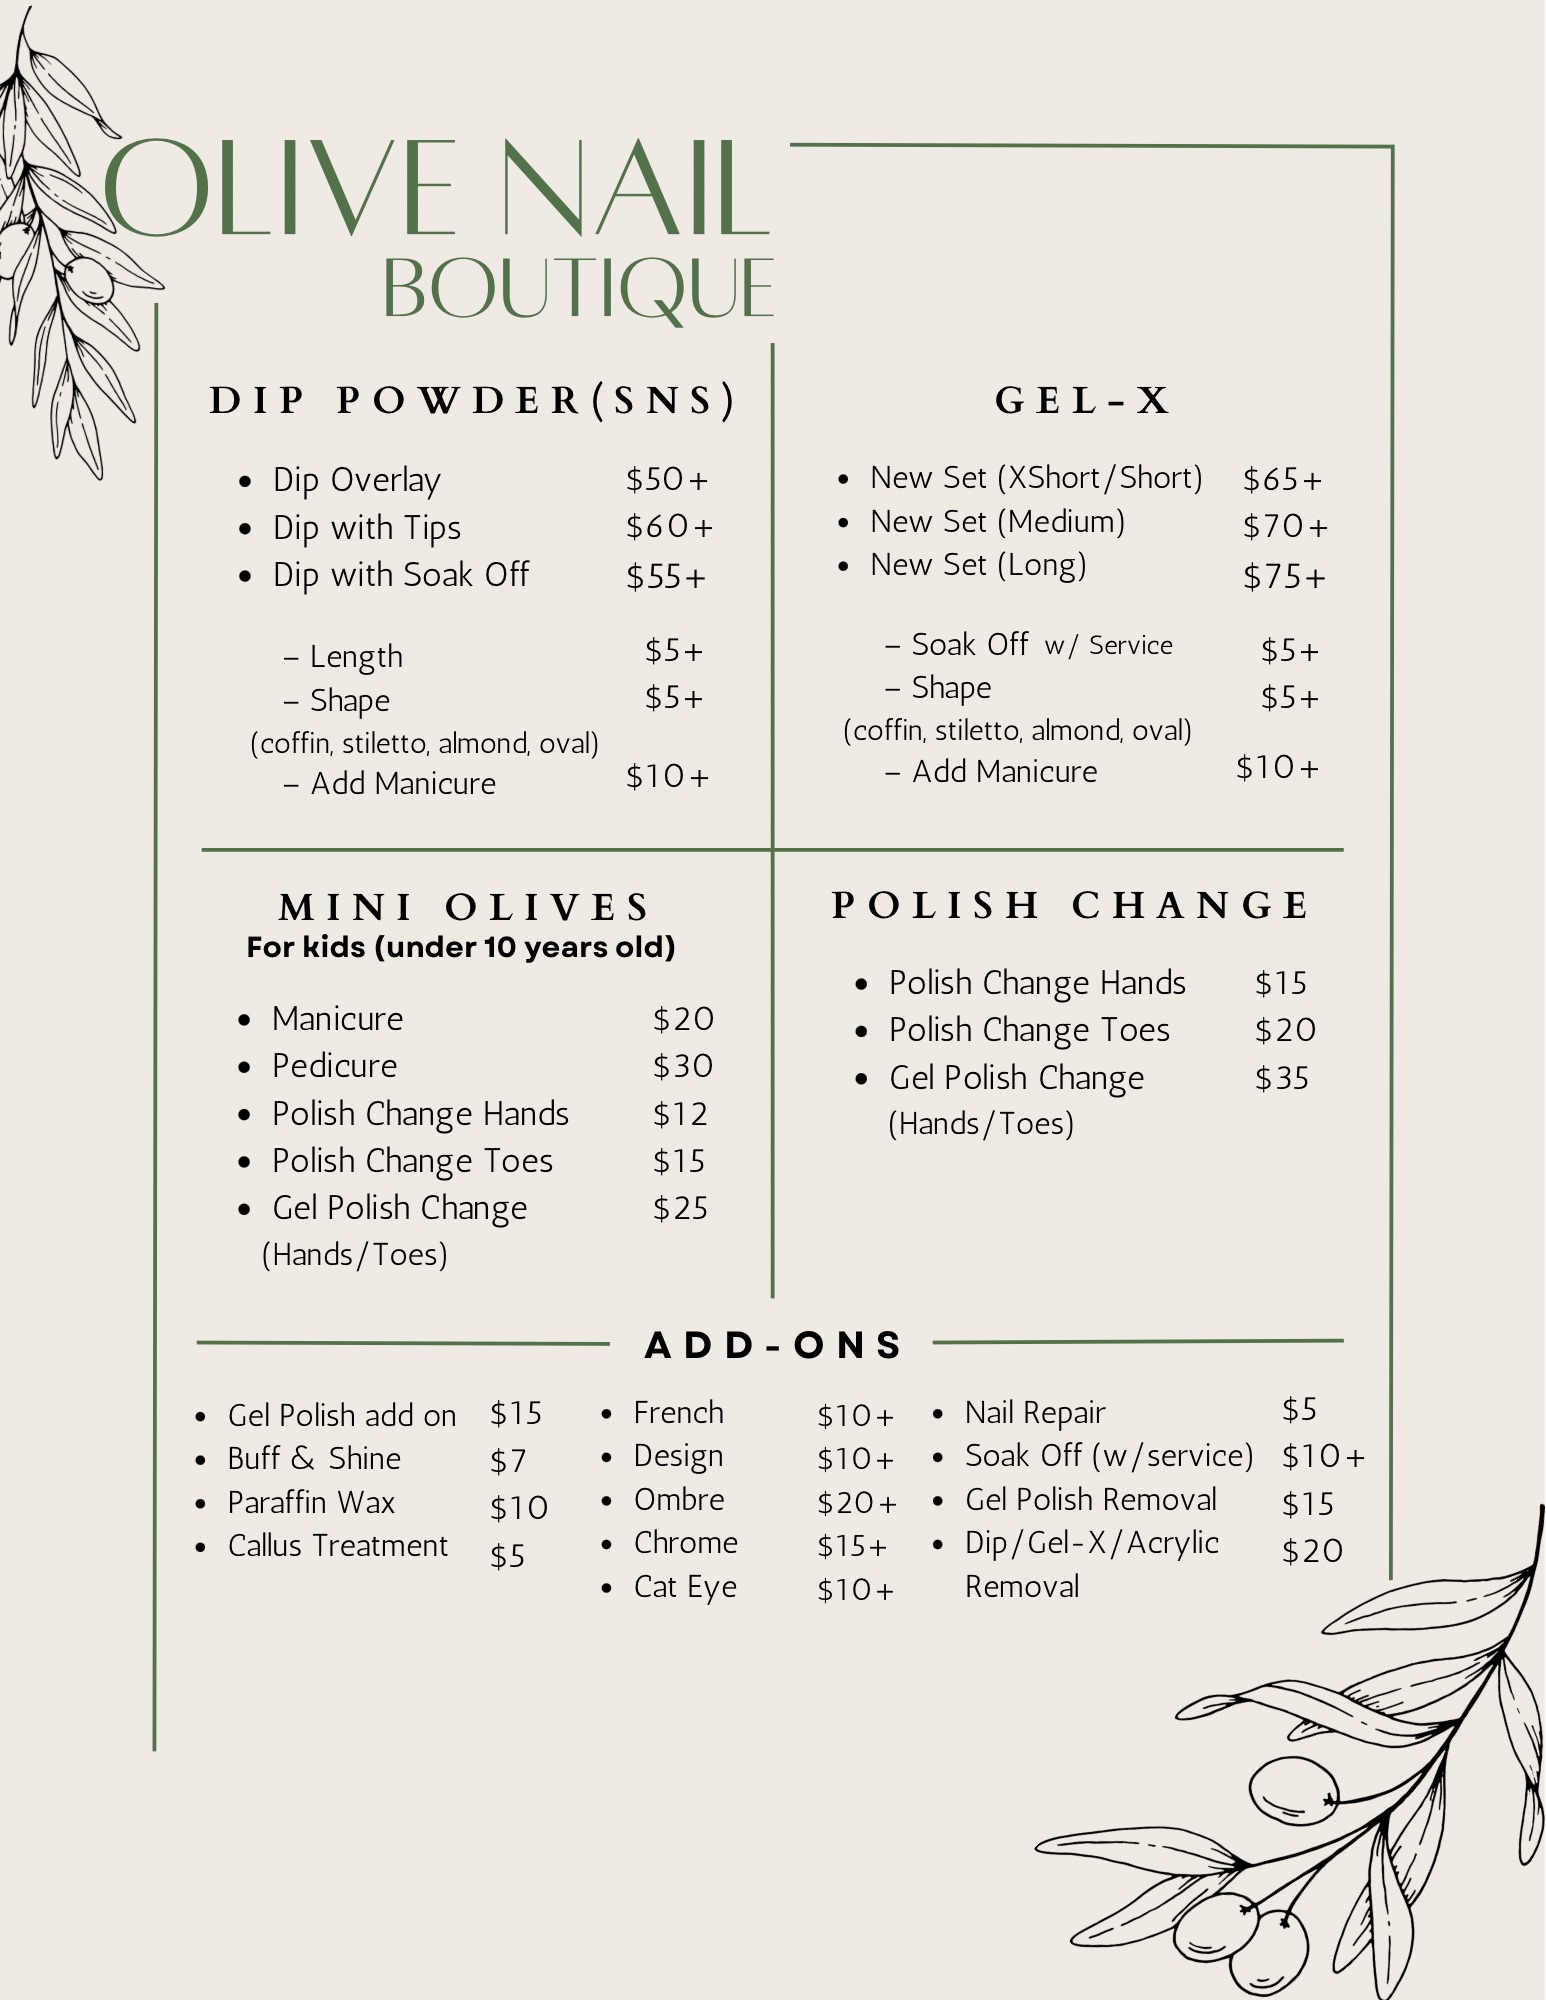 OLIVE NAIL
BOUTIQUE
DIP POWDER(SNS)
• Dip Overlay $50+
• Dip with Tips $60+
• Dip with Soak Off $55+
– Length $5+
– Shape $5+
(coffin, stiletto, almond, oval)
– Add Manicure $10+
GEL-X
• New Set (XShort/Short) $65+
• New Set (Medium) $70+
• New Set (Long) $75+
– Soak Off w/ Service $5+
– Shape $5+
(coffin, stiletto, almond, oval)
– Add Manicure $10+
MINI OLIVES
For kids (under 10 years old)
• Manicure $20
• Pedicure $30
• Polish Change Hands $12
• Polish Change Toes $15
• Gel Polish Change $25
(Hands/Toes)
POLISH CHANGE
• Polish Change Hands $15
• Polish Change Toes $20
• Gel Polish Change $35
(Hands/Toes)
ADD-ONS
• Gel Polish add on $15
• Buff & Shine $7
• Paraffin Wax $10
• Callus Treatment $5
• French $10+
• Design $10+
• Ombre $20+
• Chrome $15+
• Cat Eye $10+
• Nail Repair $5
• Soak Off (w/service) $10+
• Gel Polish Removal $15
• Dip/Gel-X/Acrylic $20
Removal